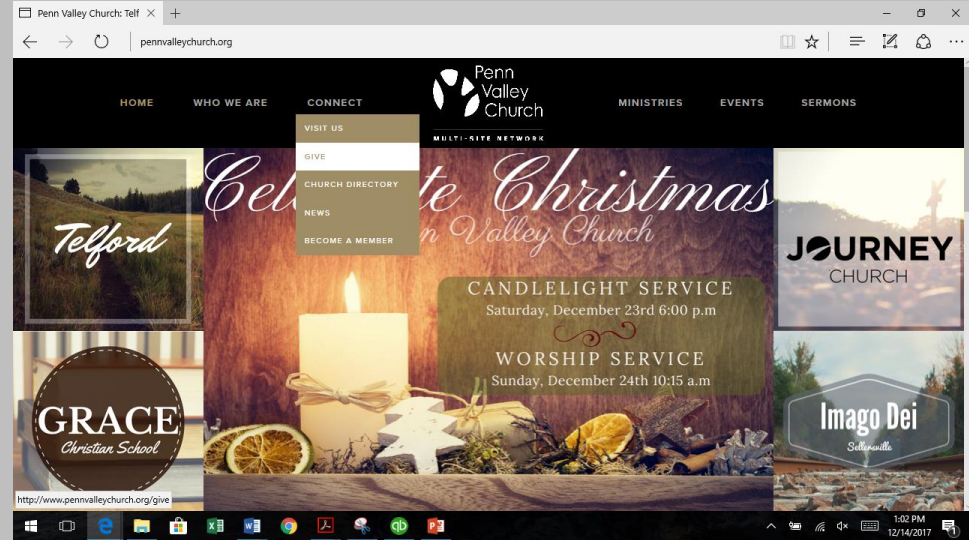 Penn Valley Church: Telf
pennvalleychurch.org
HOME
WHO WE ARE
CONNECT
Penn
Valley
Church
MULTI-SITE NETWORK
MINISTRIES
EVENTS
SERMONS
VISIT US
GIVE
CHURCH DIRECTORY
NEWS
BECOME A MEMBER
Telford
Cel te Christmas
n Valley Church
CANDLELIGHT SERVICE
Saturday, December 23rd 6:00 p.m
WORSHIP SERVICE
Sunday, December 24th 10:15 a.m
JOURNEY
CHURCH
GRACE
Christian School
Imago Dei
Sellersville
http://www.pennvalleychurch.org/give
1:02 PM
12/14/2017